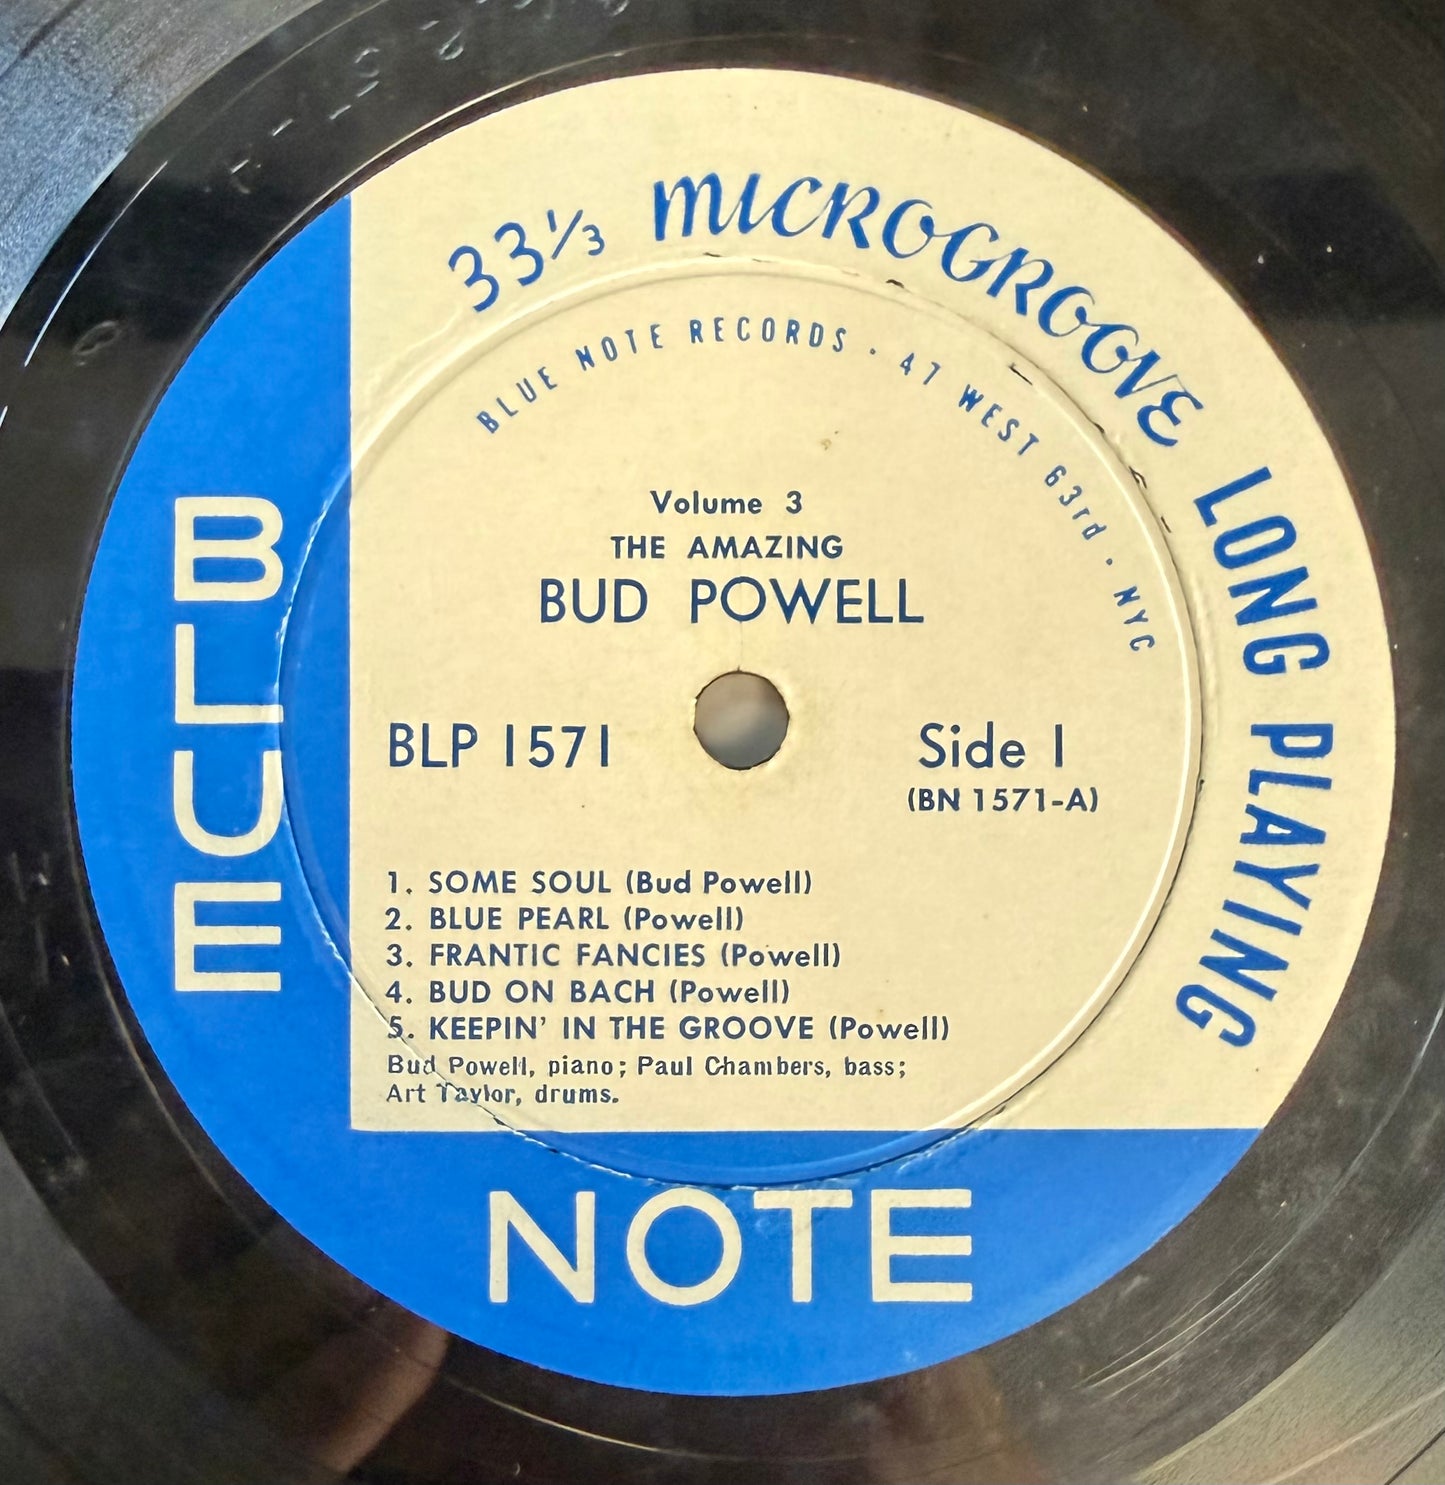 33⅓ MICROGROOVE LONG PLAYING
BLUE NOTE RECORDS · 47 WEST 63rd · NYC
Volume 3
THE AMAZING
BUD POWELL
BLP 1571
Side 1
(BN 1571-A)
1. SOME SOUL (Bud Powell)
2. BLUE PEARL (Powell)
3. FRANTIC FANCIES (Powell)
4. BUD ON BACH (Powell)
5. KEEPIN' IN THE GROOVE (Powell)
Bud Powell, piano; Paul Chambers, bass;
Art Taylor, drums.
BLUE
NOTE